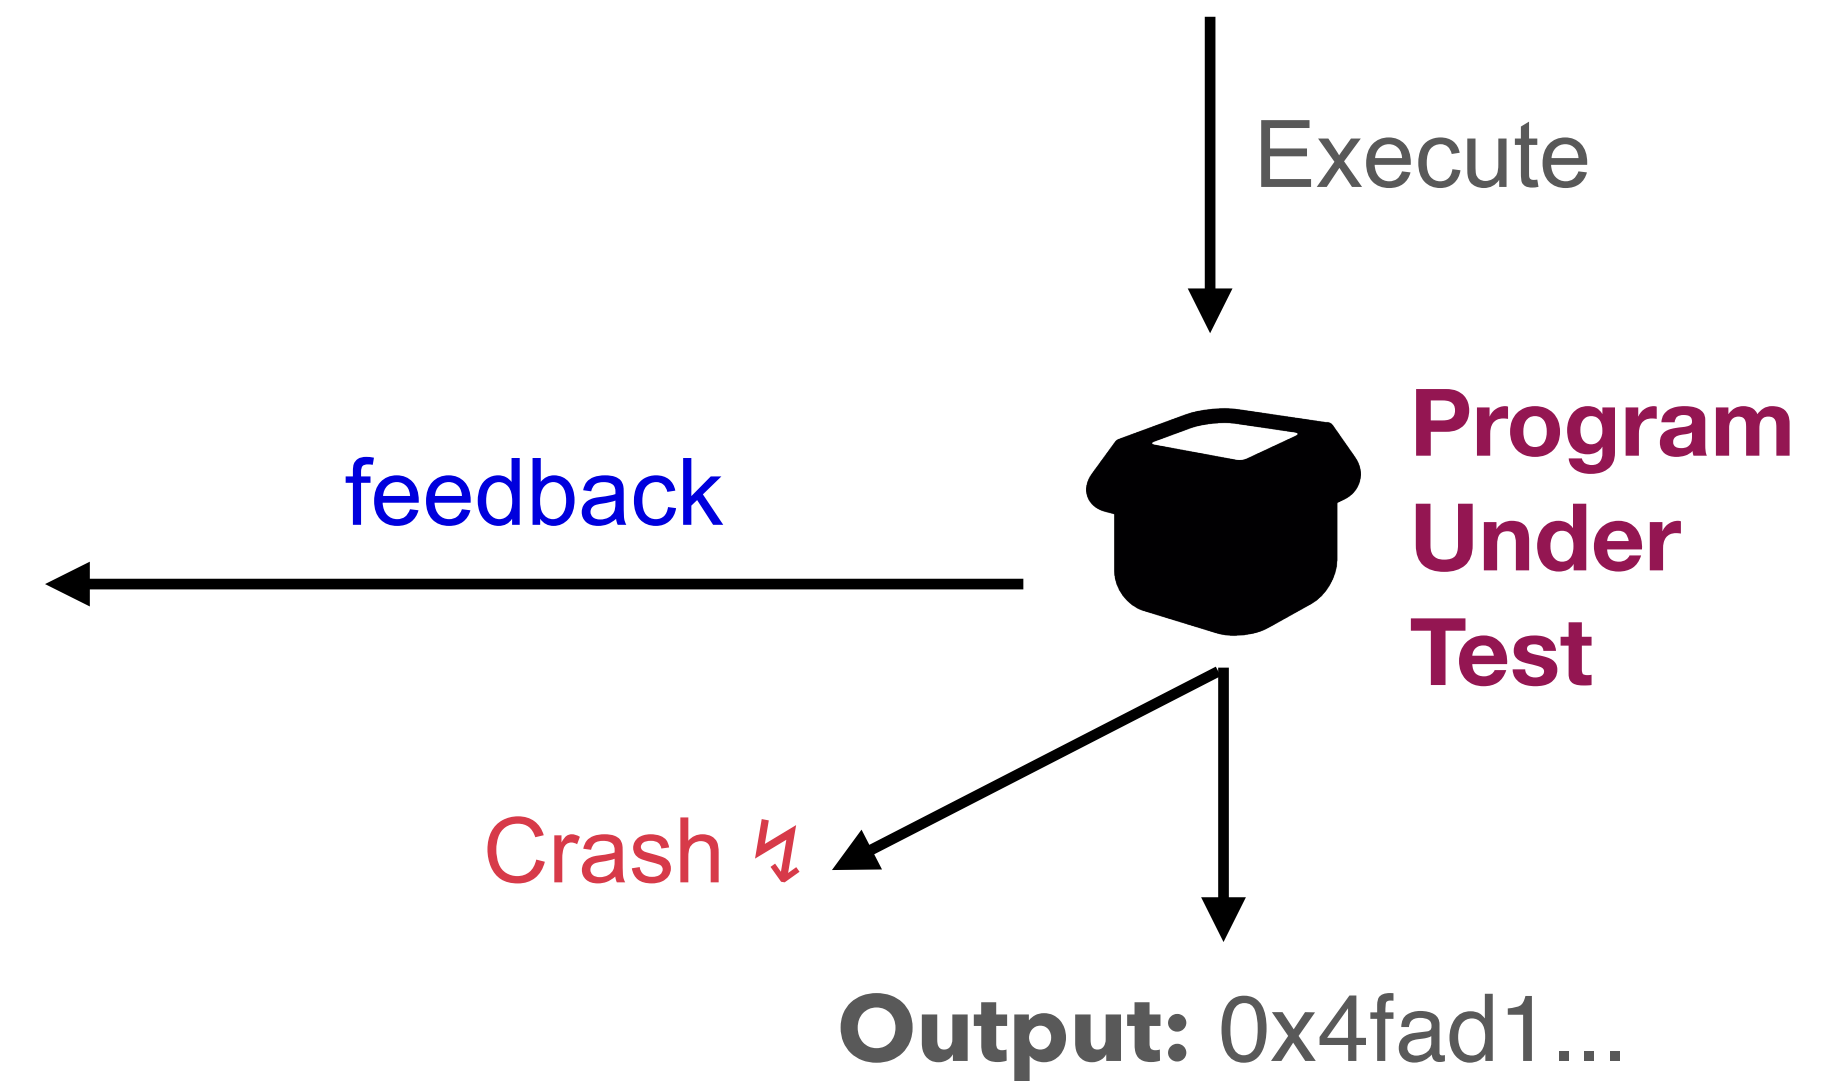 Execute
Program
Under
Test
feedback
Crash ↯
Output: 0x4fad1...